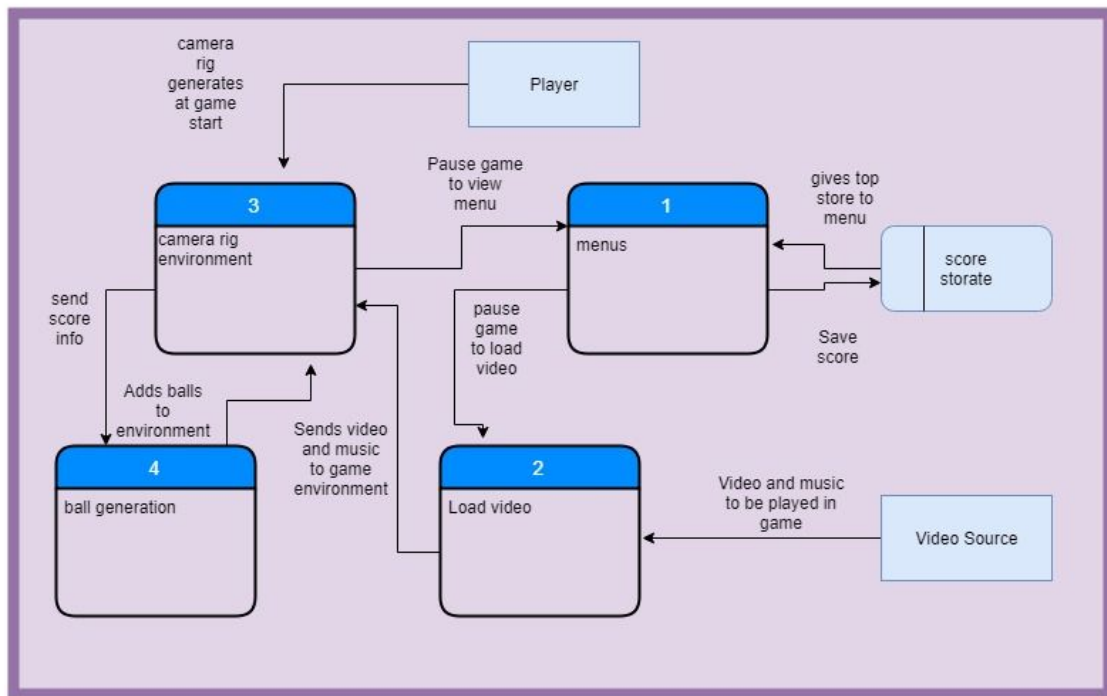 camera
rig
generates
at game
start
Player
Pause game
to view
menu
gives top
store to
menu
3
camera rig
environment
1
menus
score
storate
send
score
info
pause
game
to load
video
Save
score
Adds balls
to
environment
Sends video
and music
to game
environment
4
ball generation
2
Load video
Video and music
to be played in
game
Video Source